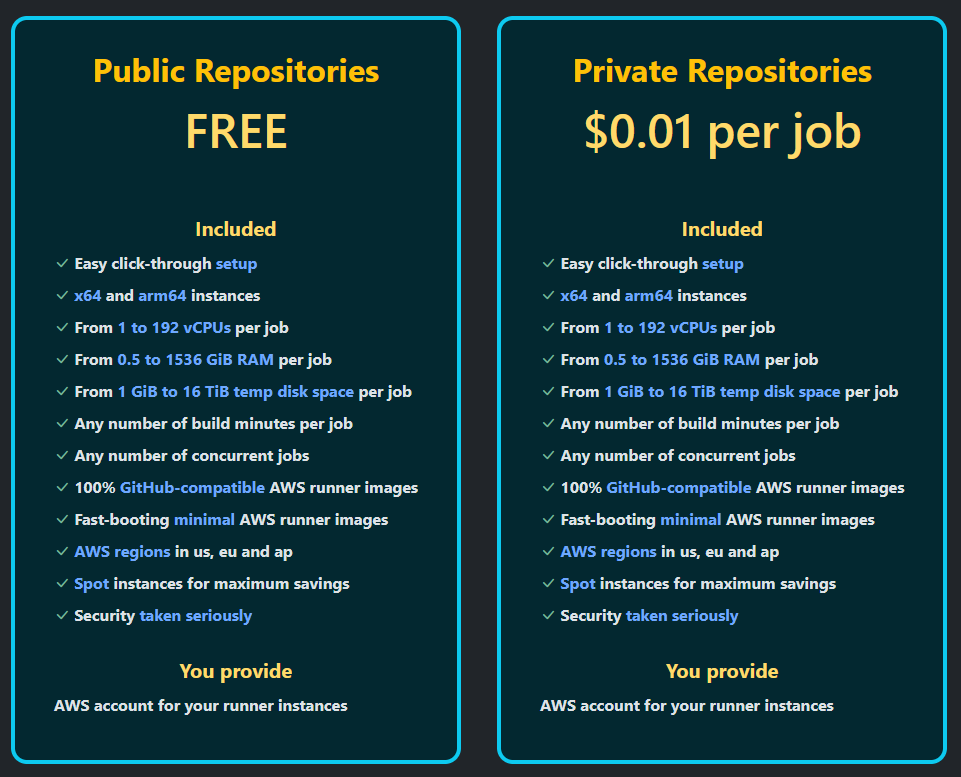 Public Repositories
FREE
Included
Easy click-through setup
x64 and arm64 instances
From 1 to 192 vCPUs per job
From 0.5 to 1536 GiB RAM per job
From 1 GiB to 16 TiB temp disk space per job
Any number of build minutes per job
Any number of concurrent jobs
100% GitHub-compatible AWS runner images
Fast-booting minimal AWS runner images
AWS regions in us, eu and ap
Spot instances for maximum savings
Security taken seriously
You provide
AWS account for your runner instances
Private Repositories
$0.01 per job
Included
Easy click-through setup
x64 and arm64 instances
From 1 to 192 vCPUs per job
From 0.5 to 1536 GiB RAM per job
From 1 GiB to 16 TiB temp disk space per job
Any number of build minutes per job
Any number of concurrent jobs
100% GitHub-compatible AWS runner images
Fast-booting minimal AWS runner images
AWS regions in us, eu and ap
Spot instances for maximum savings
Security taken seriously
You provide
AWS account for your runner instances